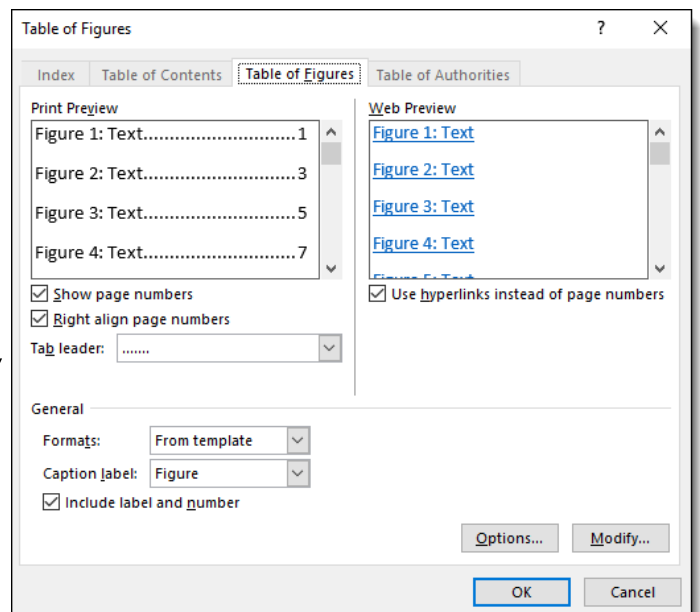 Table of Figures ? ×
Index Table of Contents Table of Figures Table of Authorities
Print Preview
Figure 1: Text..............................1
Figure 2: Text..............................3
Figure 3: Text..............................5
Figure 4: Text..............................7
Show page numbers
Right align page numbers
Tab leader: .......
Web Preview
Figure 1: Text
Figure 2: Text
Figure 3: Text
Figure 4: Text
Figure 5: Text
Use hyperlinks instead of page numbers
General
Formats: From template
Caption label: Figure
Include label and number
Options... Modify...
OK Cancel